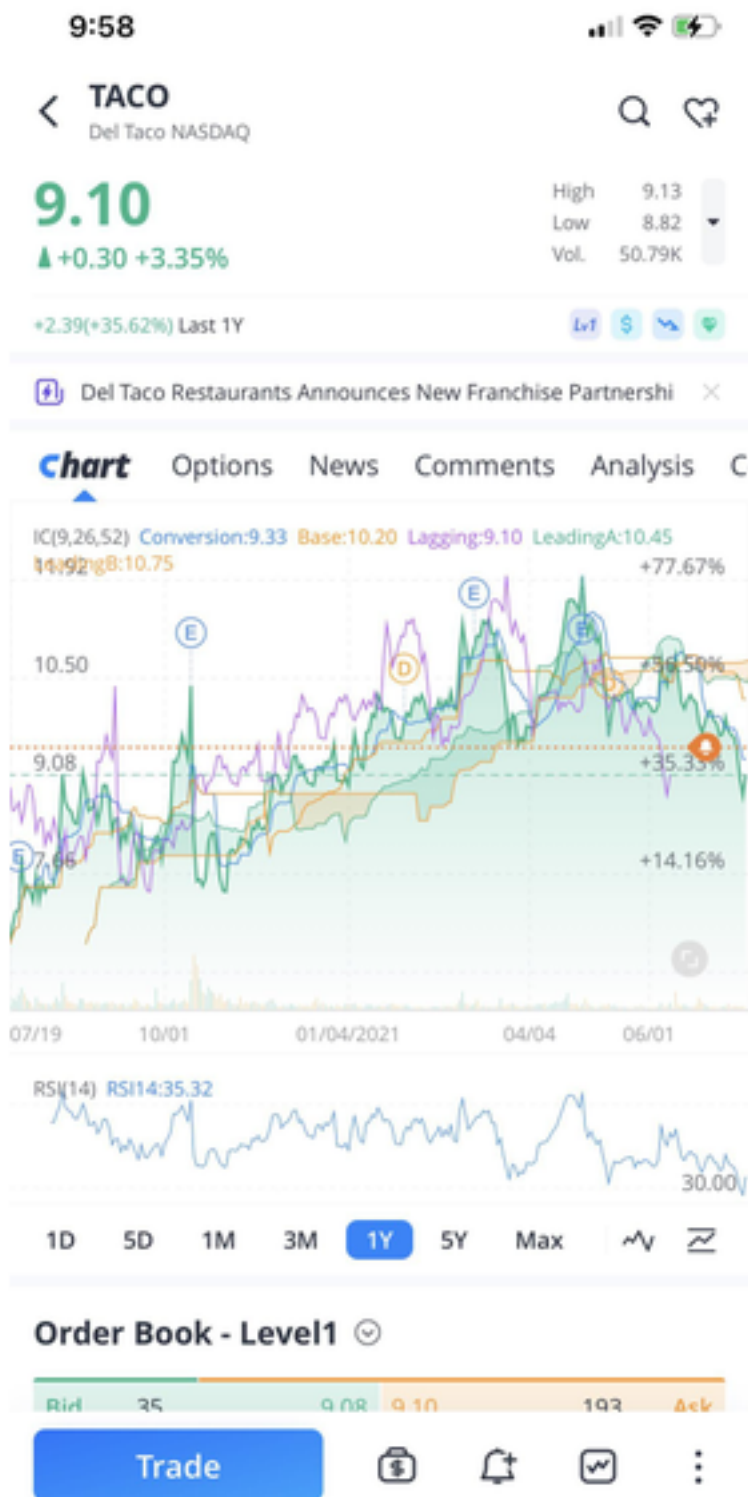 9:58
TACO
Del Taco NASDAQ
9.10
+0.30 +3.35%
High 9.13
Low 8.82
Vol. 50.79K
+2.39(+35.62%) Last 1Y
Lv1 $
Del Taco Restaurants Announces New Franchise Partnershi
Chart Options News Comments Analysis C
IC(9,26,52) Conversion:9.33 Base:10.20 Lagging:9.10 LeadingA:10.45
LeadingB:10.75
11.92 +77.67%
E
E
E
D
10.50 +56.50%
D
9.08 +35.33%
E
7.66 +14.16%
07/19 10/01 01/04/2021 04/04 06/01
RSI(14) RSI14:35.32
30.00
1D 5D 1M 3M 1Y 5Y Max
Order Book - Level1
Bid 35 9.08 9.10 193 Ask
Trade
$